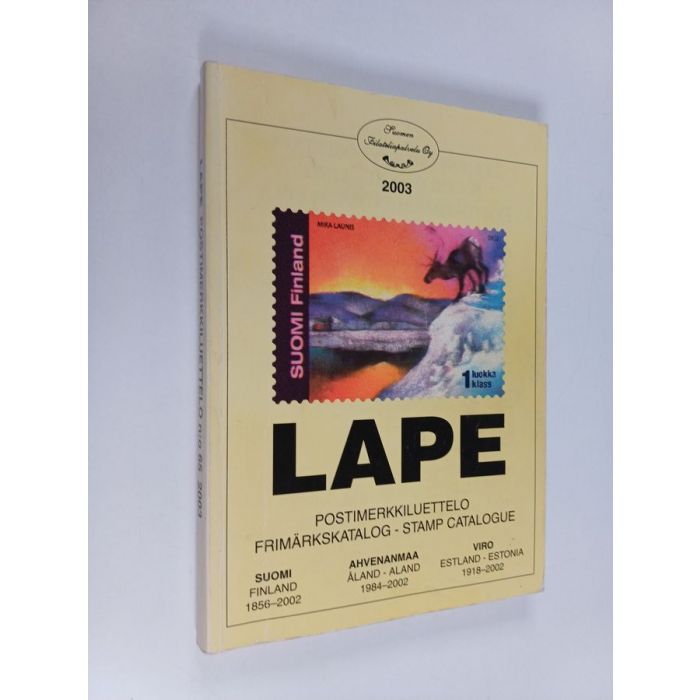 Suomen
Filateliapalvelu Oy
2003
MIKA LAUNIS
2002
SUOMI Finland
1 luokka
klass
LAPE
POSTIMERKKILUETTELO
FRIMÄRKSKATALOG - STAMP CATALOGUE
SUOMI
FINLAND
1856–2002
AHVENANMAA
ÅLAND - ALAND
1984–2002
VIRO
ESTLAND - ESTONIA
1918–2002
LAPE POSTIMERKKILUETTELO n:o 65 2003